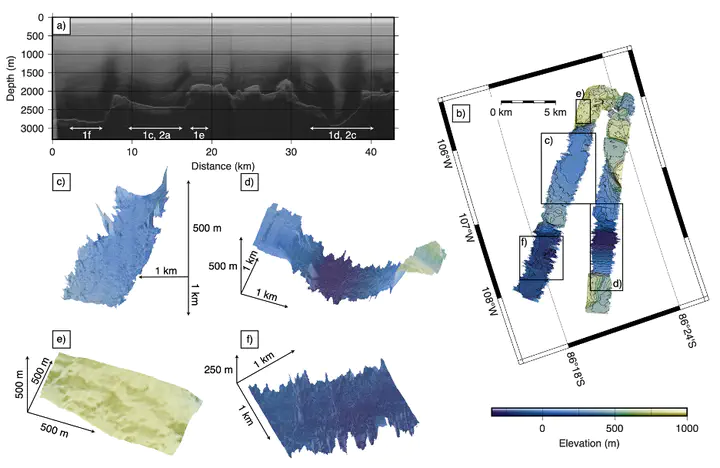 a)
0
500
1000
1500
2000
2500
3000
Depth (m)
1f
1c, 2a
1e
1d, 2c
0
10
20
30
40
Distance (km)
b)
0 km
5 km
e)
c)
f)
d)
106°W
107°W
108°W
86°18'S
86°24'S
c)
500 m
1 km
1 km
d)
500 m
1 km
1 km
e)
500 m
500 m
500 m
f)
250 m
1 km
1 km
0
500
1000
Elevation (m)